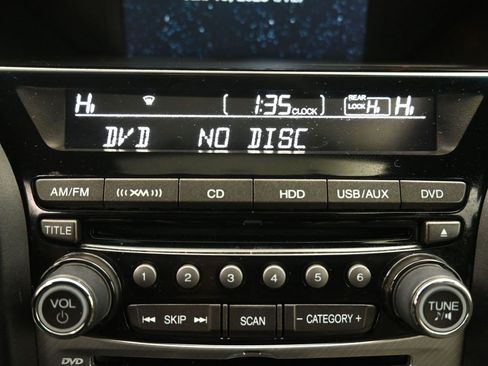 Hi 1:35 CLOCK REAR LOCK Hi Hi
DVD NO DISC
AM/FM ((( XM ))) CD HDD USB/AUX DVD
TITLE
1 2 3 4 5 6
VOL
TUNE
SKIP SCAN - CATEGORY +
DVD